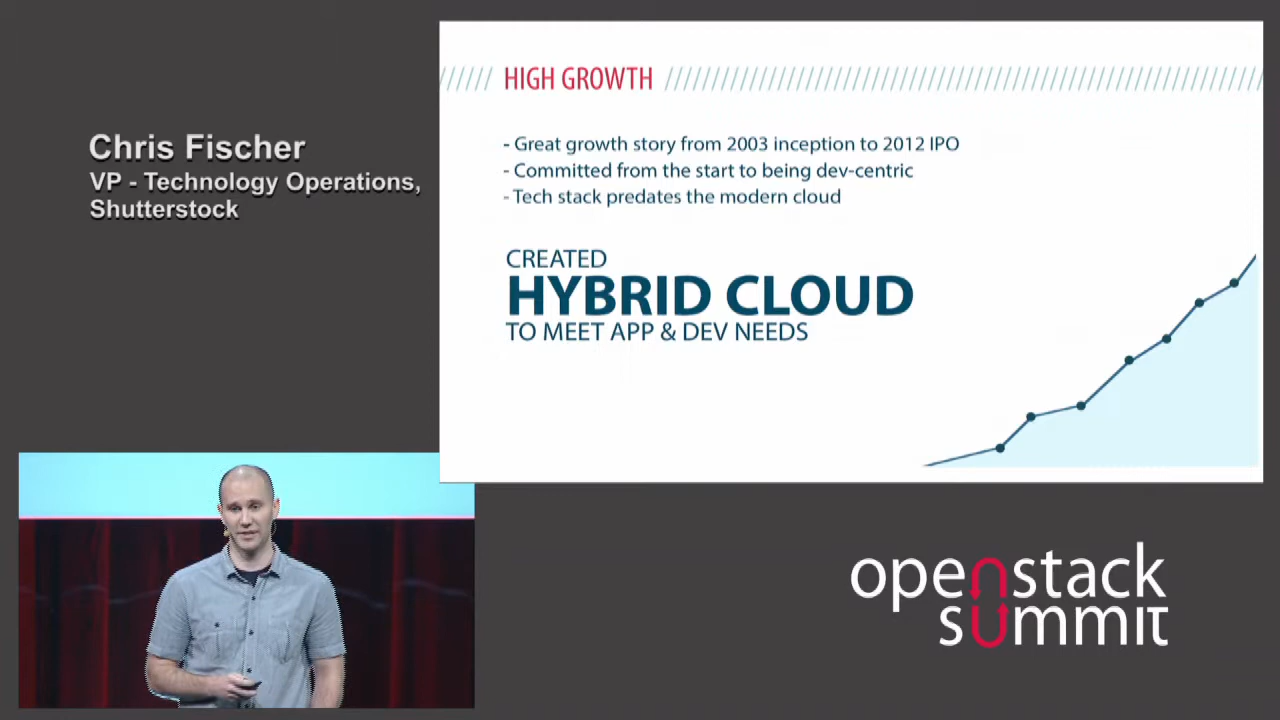 Chris Fischer
VP - Technology Operations,
Shutterstock
HIGH GROWTH
- Great growth story from 2003 inception to 2012 IPO
- Committed from the start to being dev-centric
- Tech stack predates the modern cloud
CREATED
HYBRID CLOUD
TO MEET APP & DEV NEEDS
openstack
summit